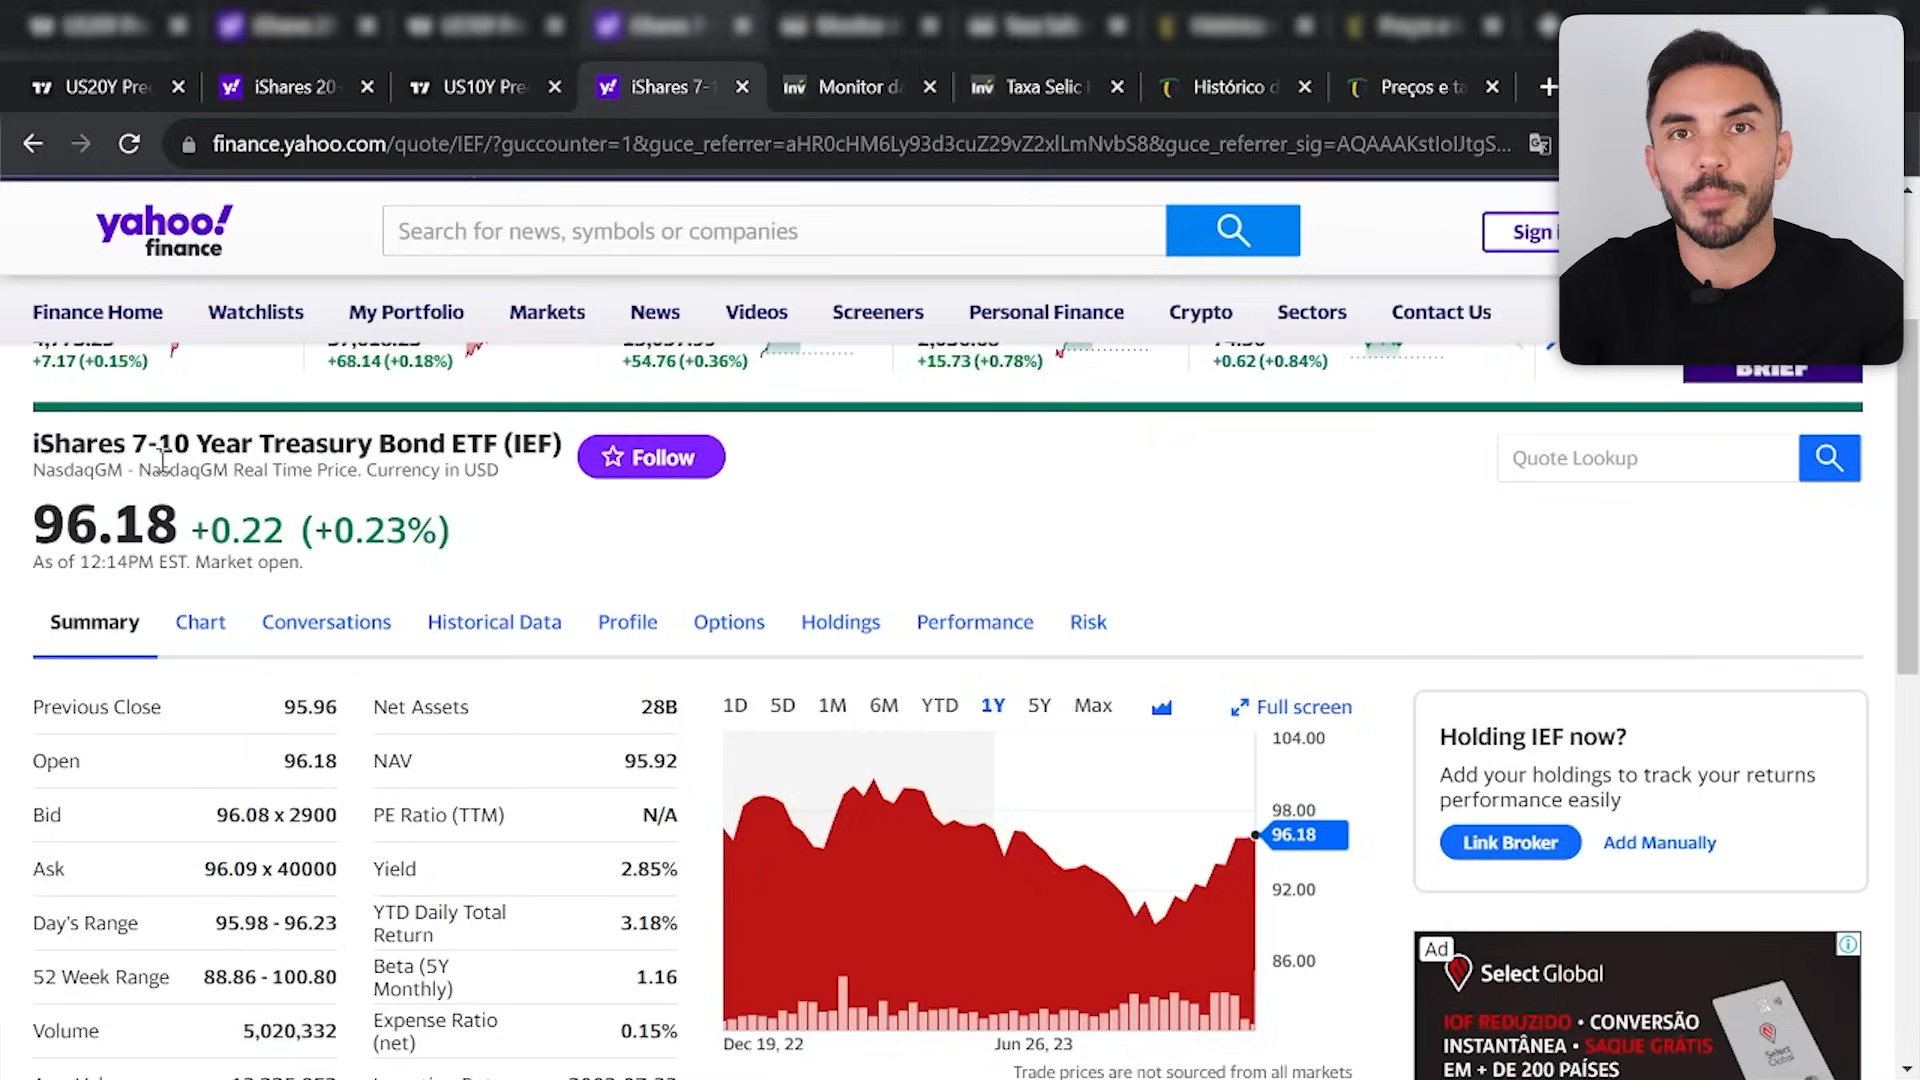 US20Y Pre
iShares 20-
US10Y Pre
iShares 7-1
Monitor da
Taxa Selic
Histórico d
Preços e ta
finance.yahoo.com/quote/IEF/?guccounter=1&guce_referrer=aHR0cHM6Ly93d3cuZ29vZ2xlLmNvbS8&guce_referrer_sig=AQAAAKstIolJtgS...
yahoo!
finance
Search for news, symbols or companies
Sign i
Finance Home Watchlists My Portfolio Markets News Videos Screeners Personal Finance Crypto Sectors Contact Us
+7.17 (+0.15%) +68.14 (+0.18%) +54.76 (+0.36%) +15.73 (+0.78%) +0.62 (+0.84%)
BRIEF
iShares 7-10 Year Treasury Bond ETF (IEF)
Follow
NasdaqGM - NasdaqGM Real Time Price. Currency in USD
Quote Lookup
96.18 +0.22 (+0.23%)
As of 12:14PM EST. Market open.
Summary Chart Conversations Historical Data Profile Options Holdings Performance Risk
Previous Close 95.96
Open 96.18
Bid 96.08 x 2900
Ask 96.09 x 40000
Day's Range 95.98 - 96.23
52 Week Range 88.86 - 100.80
Volume 5,020,332
Net Assets 28B
NAV 95.92
PE Ratio (TTM) N/A
Yield 2.85%
YTD Daily Total
Return 3.18%
Beta (5Y
Monthly) 1.16
Expense Ratio
(net) 0.15%
1D 5D 1M 6M YTD 1Y 5Y Max Full screen
104.00
98.00
96.18
92.00
86.00
Dec 19, 22 Jun 26, 23
Trade prices are not sourced from all markets
Holding IEF now?
Add your holdings to track your returns
performance easily
Link Broker Add Manually
Ad
Select Global
IOF REDUZIDO • CONVERSÃO
INSTANTÂNEA • SAQUE GRÁTIS
EM + DE 200 PAÍSES
Select
Global